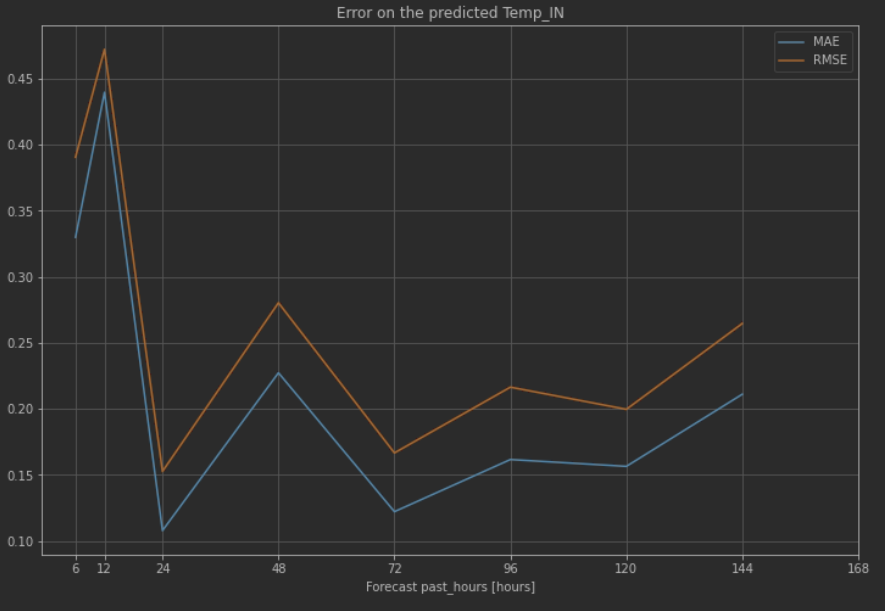 Error on the predicted Temp_IN
MAE
RMSE
0.45
0.40
0.35
0.30
0.25
0.20
0.15
0.10
6 12 24 48 72 96 120 144 168
Forecast past_hours [hours]